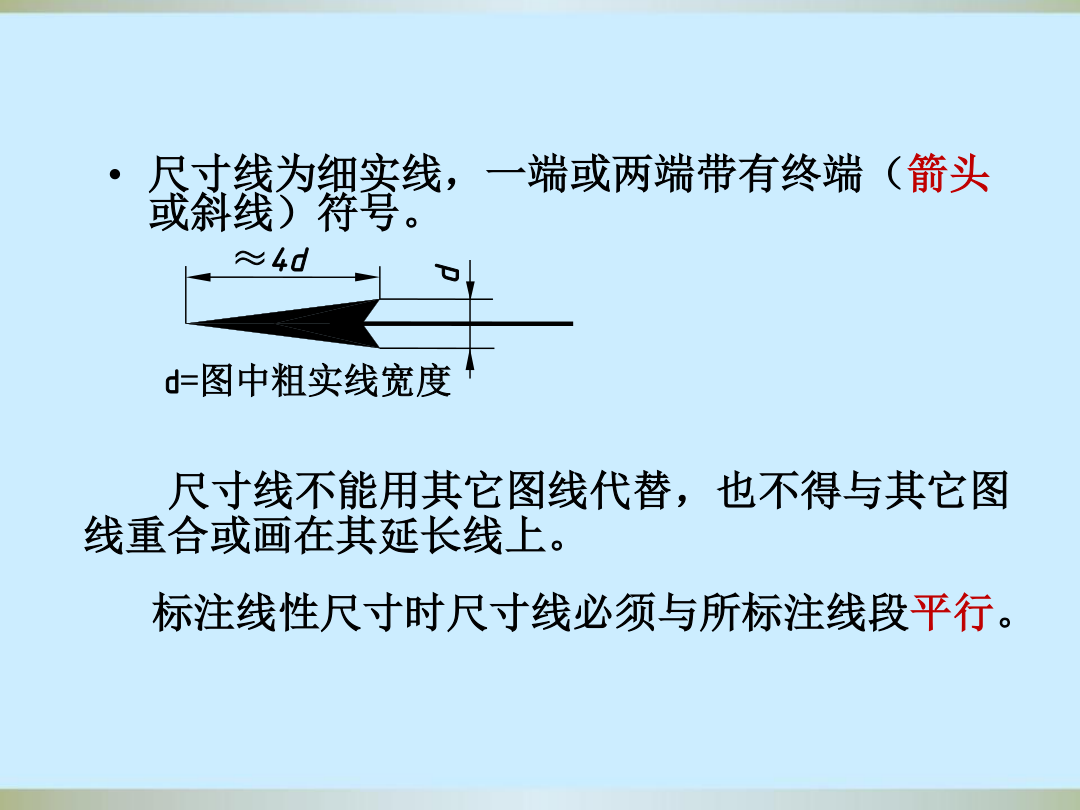 • 尺寸线为细实线，一端或两端带有终端（箭头
或斜线）符号。
≈4d
d
d=图中粗实线宽度
尺寸线不能用其它图线代替，也不得与其它图
线重合或画在其延长线上。
标注线性尺寸时尺寸线必须与所标注线段平行。